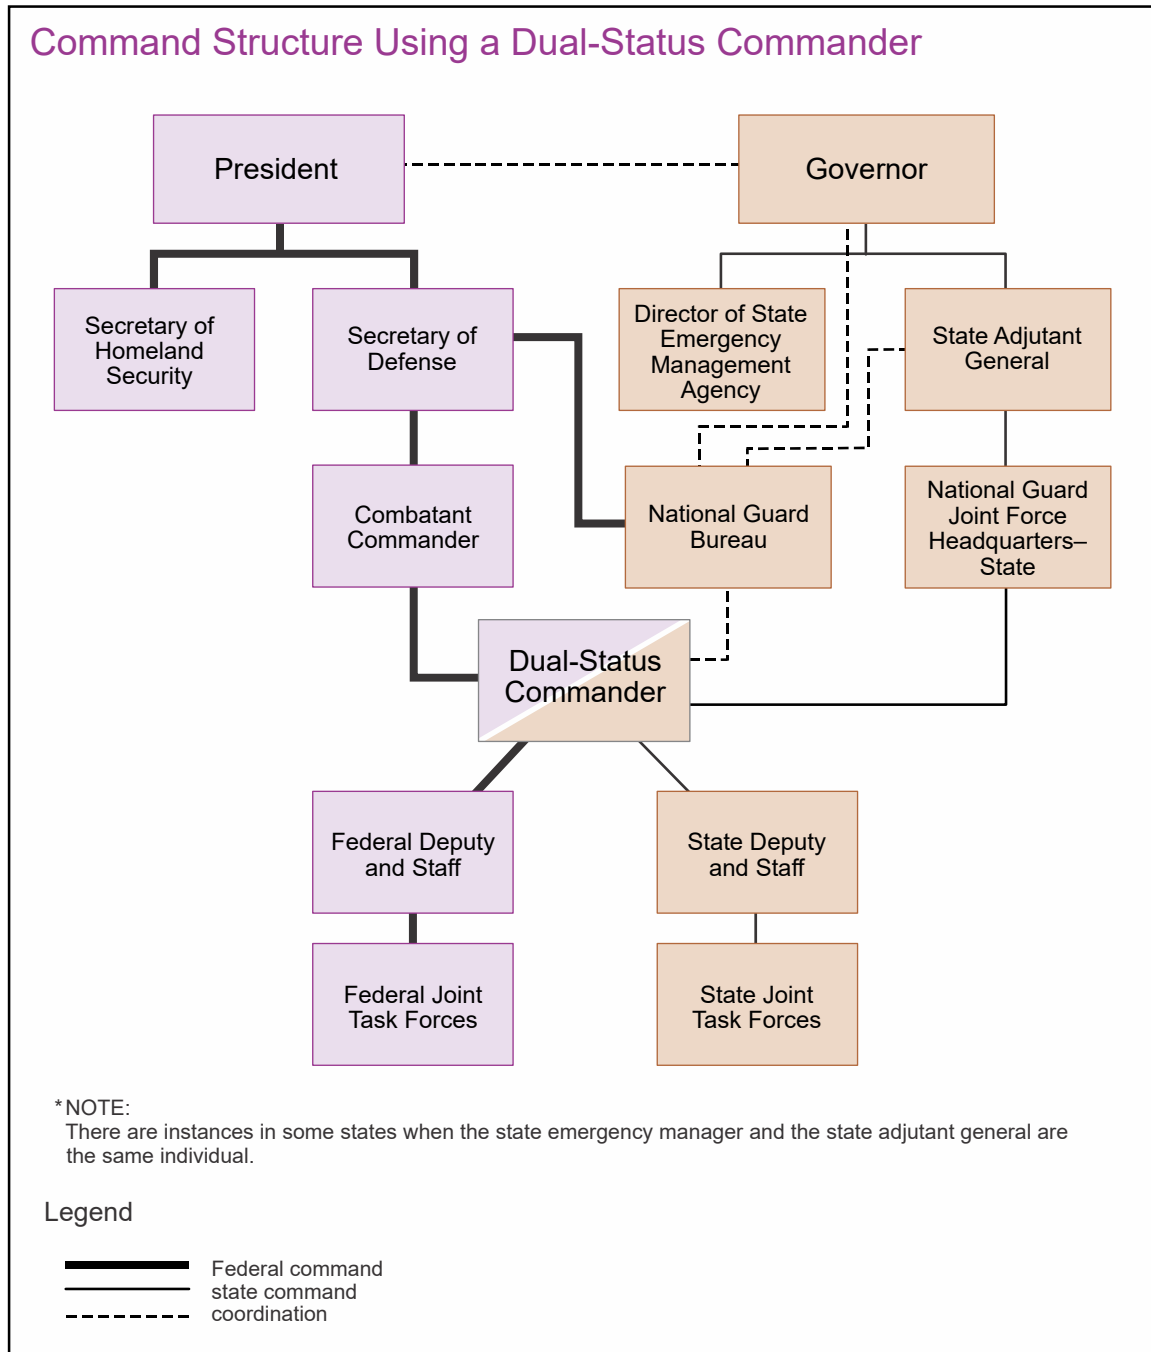 Command Structure Using a Dual-Status Commander
President
Governor
Secretary of
Homeland
Security
Secretary of
Defense
Director of State
Emergency
Management
Agency
State Adjutant
General
Combatant
Commander
National Guard
Bureau
National Guard
Joint Force
Headquarters–
State
Dual-Status
Commander
Federal Deputy
and Staff
State Deputy
and Staff
Federal Joint
Task Forces
State Joint
Task Forces
* NOTE:
There are instances in some states when the state emergency manager and the state adjutant general are
the same individual.
Legend
Federal command
state command
coordination